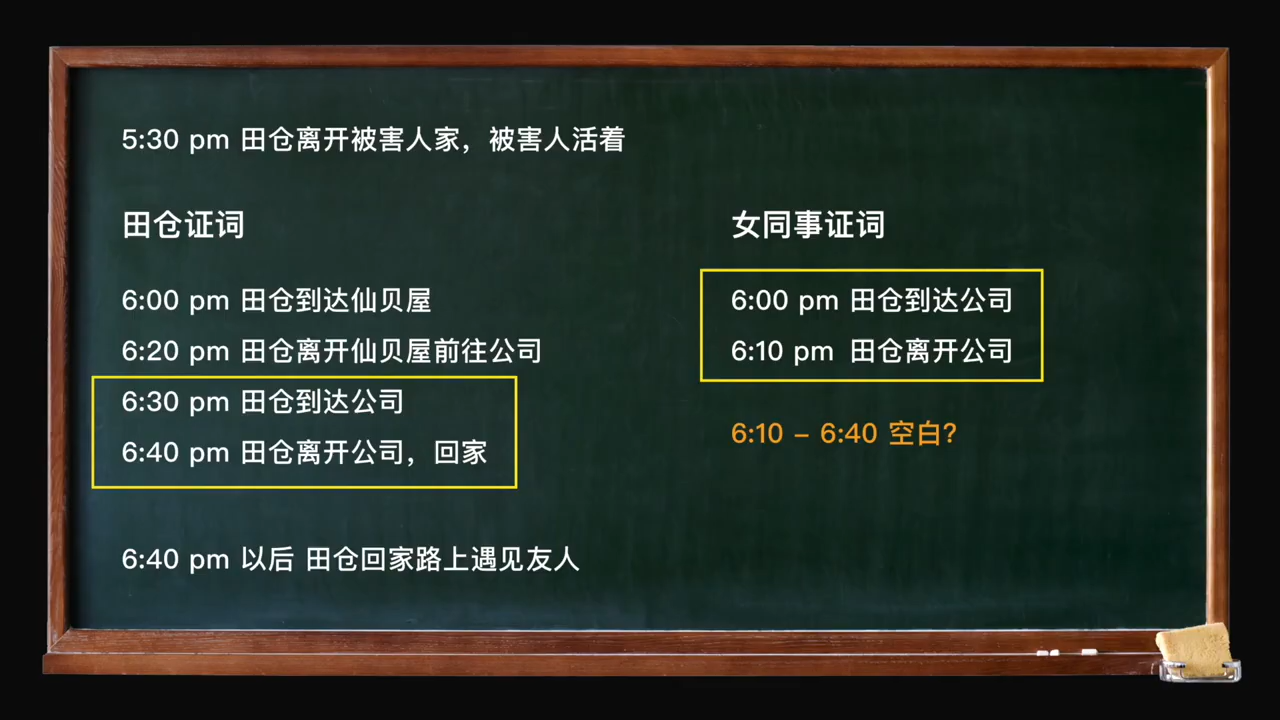 5:30 pm 田仓离开被害人家，被害人活着
田仓证词
6:00 pm 田仓到达仙贝屋
6:20 pm 田仓离开仙贝屋前往公司
6:30 pm 田仓到达公司
6:40 pm 田仓离开公司，回家
6:40 pm 以后 田仓回家路上遇见友人
女同事证词
6:00 pm 田仓到达公司
6:10 pm 田仓离开公司
6:10 – 6:40 空白?